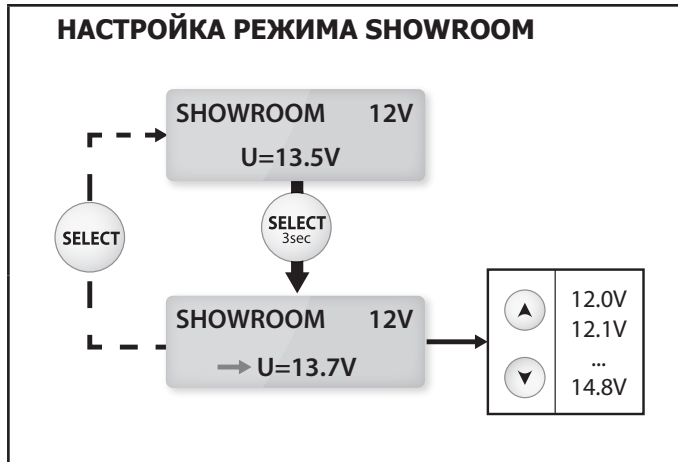 НАСТРОЙКА РЕЖИМА SHOWROOM
SHOWROOM 12V
U=13.5V
SELECT
SELECT
3sec
SHOWROOM 12V
U=13.7V
12.0V
12.1V
...
14.8V